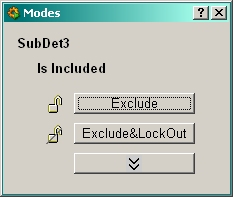 Modes
SubDet3
Is Included
Exclude
Exclude&LockOut